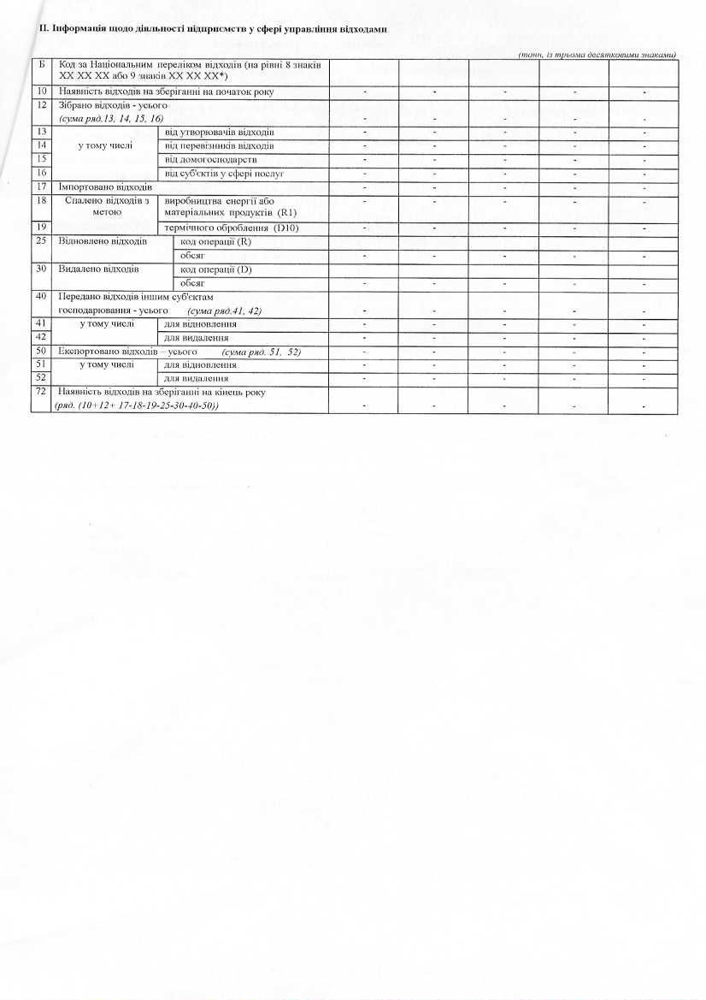 II. Інформація щодо діяльності підприємств у сфері управління відходами
(тонн, із трьома десятковими знаками)
Б Код за Національним переліком відходів (на рівні 8 знаків
XX XX XX або 9 знаків XX XX XX*)
10 Наявність відходів на зберіганні на початок року - - - - -
12 Зібрано відходів - усього
(сума ряд.13, 14, 15, 16) - - - - -
13 від утворювачів відходів - - - - -
14 у тому числі від перевізників відходів - - - - -
15 від домогосподарств - - - - -
16 від суб'єктів у сфері послуг - - - - -
17 Імпортовано відходів - - - - -
18 Спалено відходів з виробництва енергії або - - - - -
метою матеріальних продуктів (R1)
19 термічного оброблення (D10) - - - - -
25 Відновлено відходів код операції (R)
обсяг - - - - -
30 Видалено відходів код операції (D)
обсяг - - - - -
40 Передано відходів іншим суб'єктам
господарювання - усього (сума ряд.41, 42) - - - - -
41 у тому числі для відновлення - - - - -
42 для видалення - - - - -
50 Експортовано відходів – усього (сума ряд. 51, 52) - - - - -
51 у тому числі для відновлення - - - - -
52 для видалення - - - - -
72 Наявність відходів на зберіганні на кінець року
(ряд. (10+12+ 17-18-19-25-30-40-50)) - - - - -